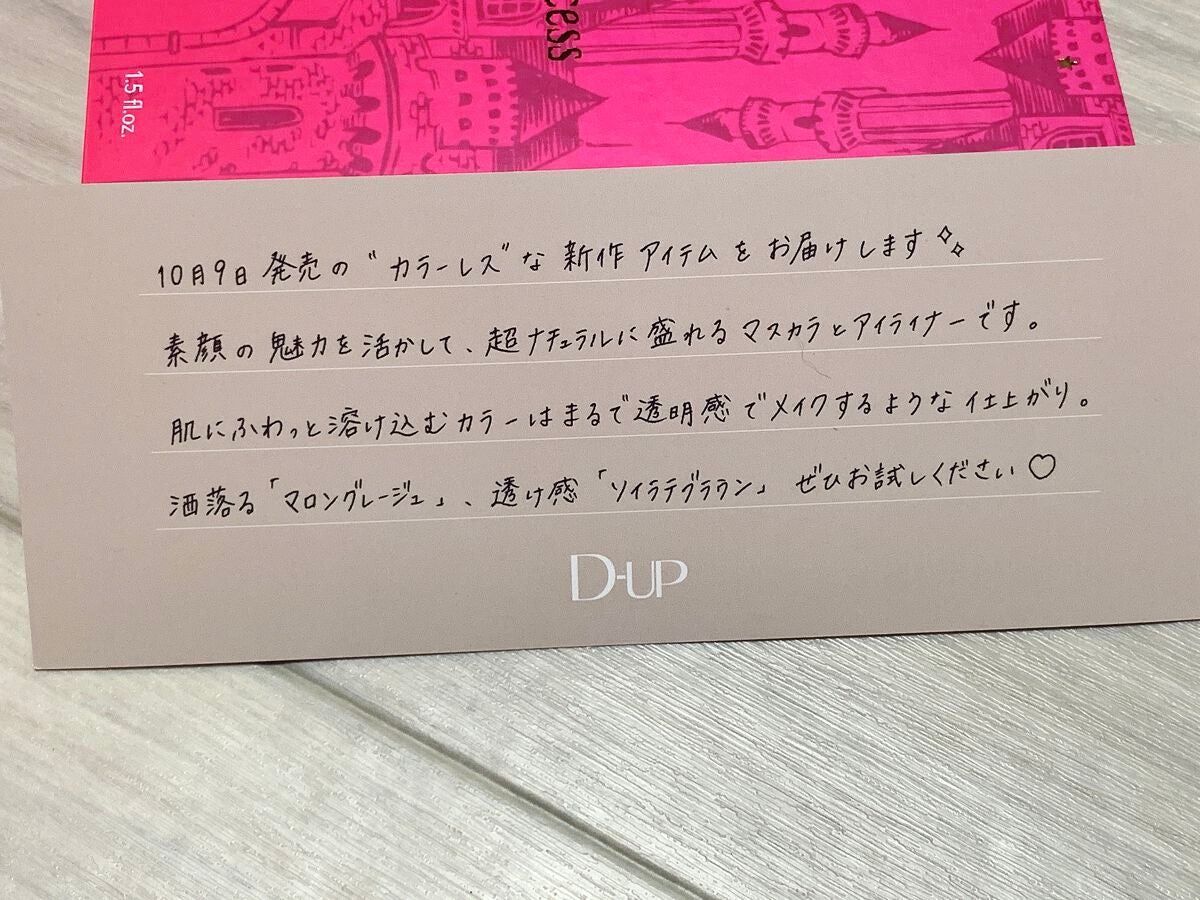 cess
1.5 fl.oz.
10月9日 発売の"カラーレス"な 新作 アイテムを お届けします
素顔の魅力を活かして、超ナチュラルに盛れるマスカラとアイライナーです。
肌にふわっと溶け込むカラーはまるで透明感でメイクするような仕上がり。
洒落る「マロングレージュ」、透け感「ソイラテブラウン」 ぜひお試しください♡
D-UP